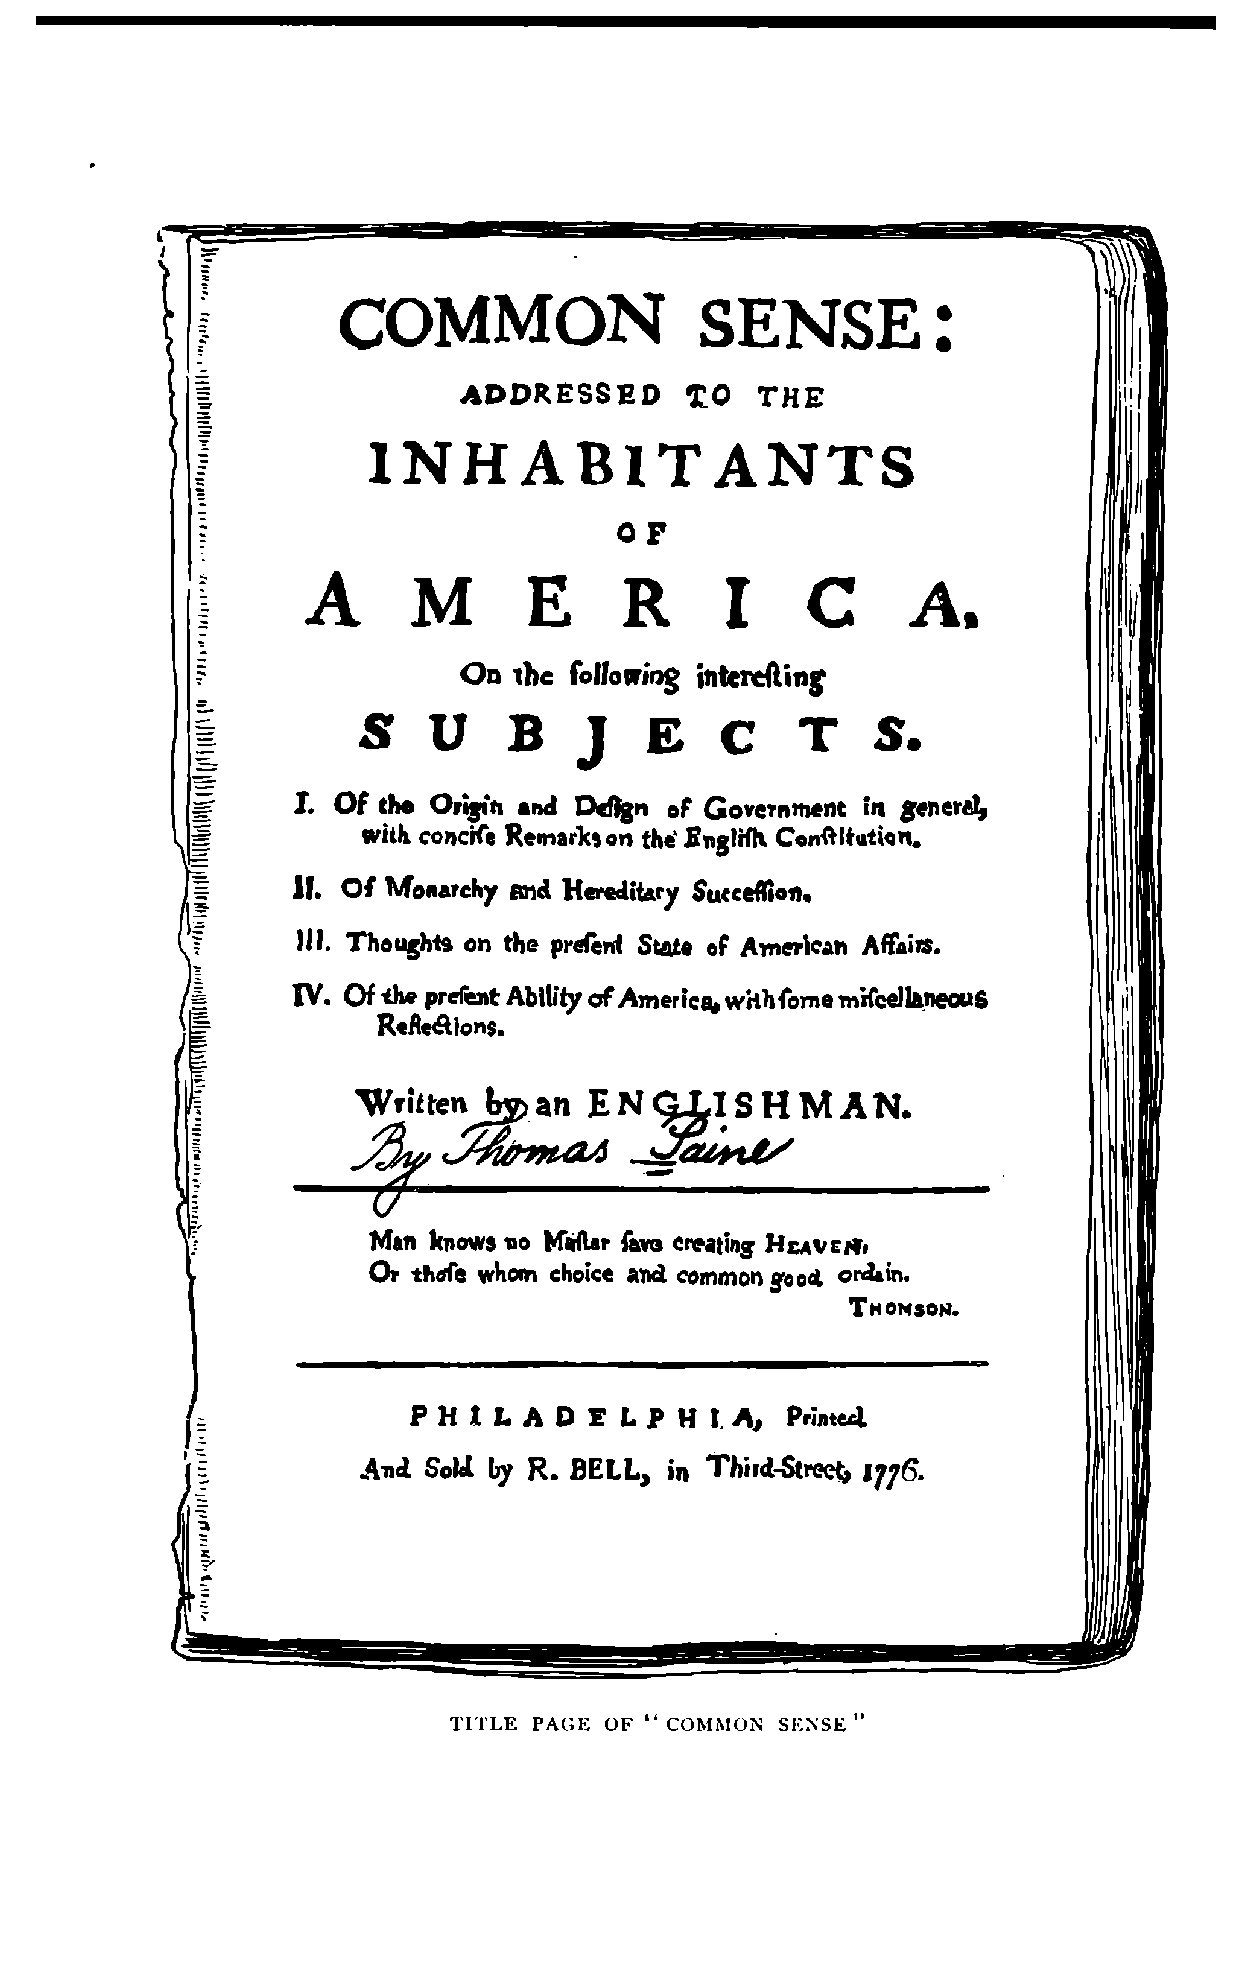 COMMON SENSE:
ADDRESSED TO THE
INHABITANTS
OF
AMERICA,
On the following intereſting
SUBJECTS.
I. Of the Origin and Deſign of Government in general,
with conciſe Remarks on the Engliſh Conſtitution.
II. Of Monarchy and Hereditary Succeſſion.
III. Thoughts on the preſent State of American Affairs.
IV. Of the preſent Ability of America, with ſome miſcellaneous
Reflections.
Written by an ENGLISHMAN.
By Thomas Paine
Man knows no Maſter ſave creating HEAVEN,
Or thoſe whom choice and common good ordain.
THOMSON.
PHILADELPHIA, Printed
And Sold by R. BELL, in Third-Street, 1776.
TITLE PAGE OF "COMMON SENSE"